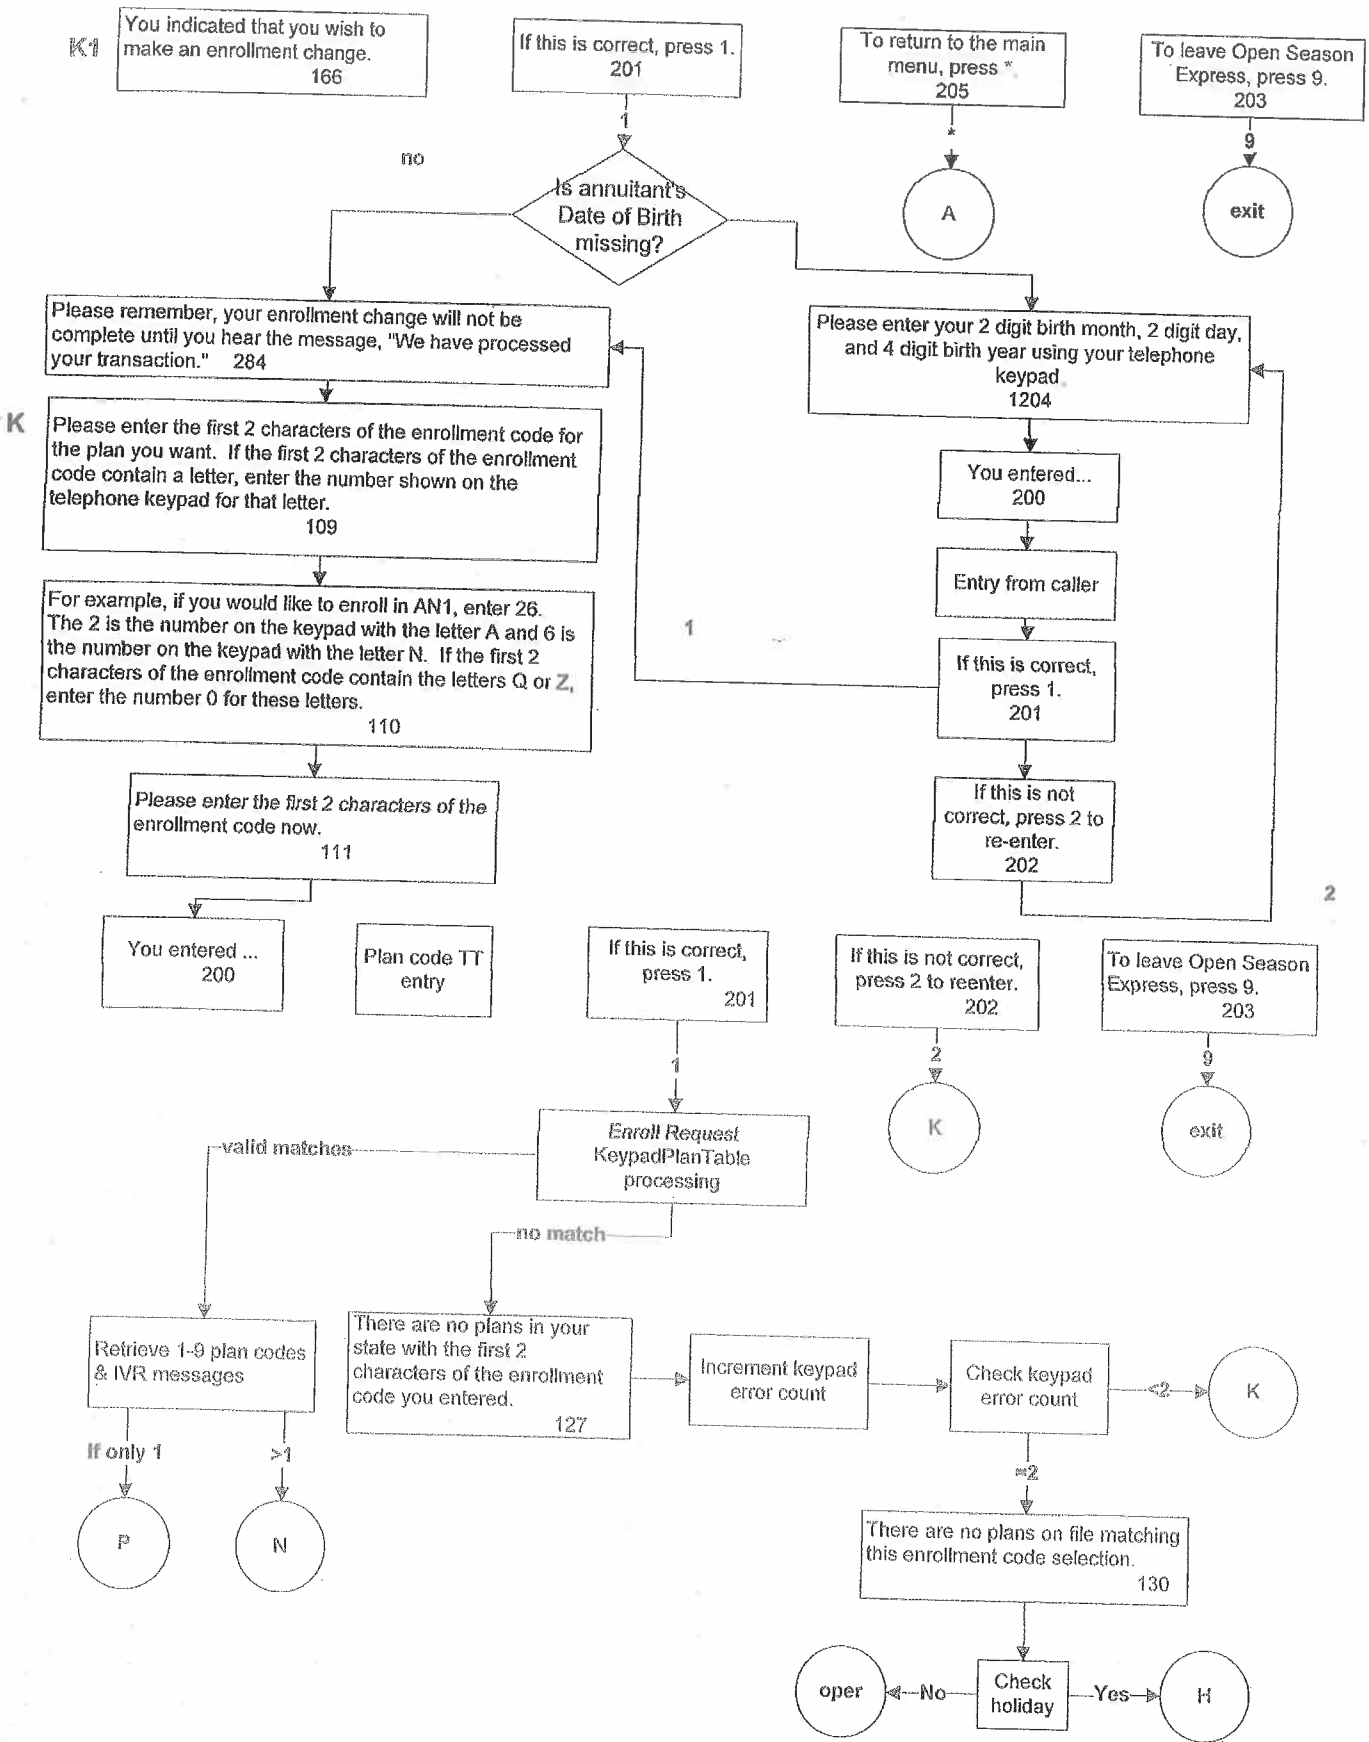 K1
You indicated that you wish to
make an enrollment change.
166
If this is correct, press 1.
201
To return to the main
menu, press *
205
To leave Open Season
Express, press 9.
203
1
*
9
no
Is annuitant's
Date of Birth
missing?
A
exit
Please remember, your enrollment change will not be
complete until you hear the message, "We have processed
your transaction." 284
Please enter your 2 digit birth month, 2 digit day,
and 4 digit birth year using your telephone
keypad
1204
K
Please enter the first 2 characters of the enrollment code for
the plan you want. If the first 2 characters of the enrollment
code contain a letter, enter the number shown on the
telephone keypad for that letter.
109
You entered...
200
Entry from caller
For example, if you would like to enroll in AN1, enter 26.
The 2 is the number on the keypad with the letter A and 6 is
the number on the keypad with the letter N. If the first 2
characters of the enrollment code contain the letters Q or Z,
enter the number 0 for these letters.
110
1
If this is correct,
press 1.
201
Please enter the first 2 characters of the
enrollment code now.
111
If this is not
correct, press 2 to
re-enter.
202
2
You entered ...
200
Plan code TT
entry
If this is correct,
press 1.
201
If this is not correct,
press 2 to reenter.
202
To leave Open Season
Express, press 9.
203
1
2
9
K
exit
Enroll Request
KeypadPlanTable
processing
valid matches
no match
Retrieve 1-9 plan codes
& IVR messages
There are no plans in your
state with the first 2
characters of the enrollment
code you entered.
127
Increment keypad
error count
Check keypad
error count
<2
K
If only 1
>1
=2
P
N
There are no plans on file matching
this enrollment code selection.
130
oper
No
Check
holiday
Yes
H